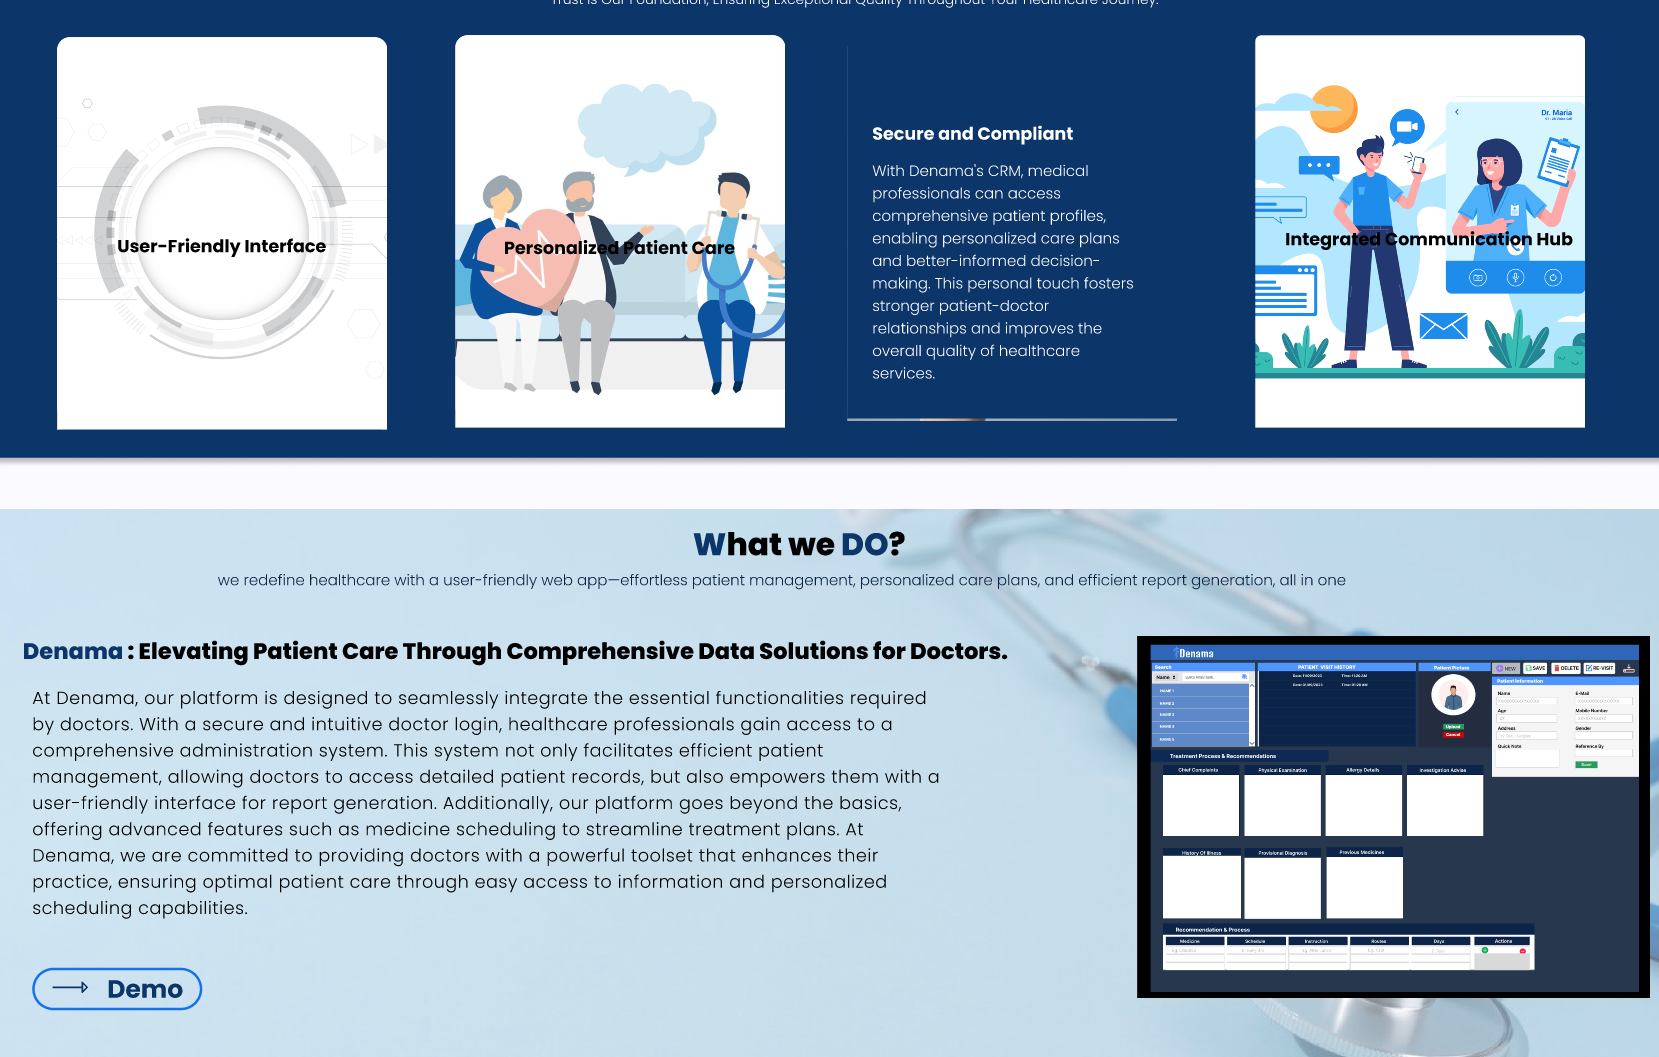 Trust is Our Foundation, Ensuring Exceptional Quality Throughout Your Healthcare Journey.
User-Friendly Interface
Personalized Patient Care
Secure and Compliant
With Denama's CRM, medical
professionals can access
comprehensive patient profiles,
enabling personalized care plans
and better-informed decision-
making. This personal touch fosters
stronger patient-doctor
relationships and improves the
overall quality of healthcare
services.
Dr. Maria
Integrated Communication Hub
What we DO?
we redefine healthcare with a user-friendly web app—effortless patient management, personalized care plans, and efficient report generation, all in one
Denama : Elevating Patient Care Through Comprehensive Data Solutions for Doctors.
At Denama, our platform is designed to seamlessly integrate the essential functionalities required
by doctors. With a secure and intuitive doctor login, healthcare professionals gain access to a
comprehensive administration system. This system not only facilitates efficient patient
management, allowing doctors to access detailed patient records, but also empowers them with a
user-friendly interface for report generation. Additionally, our platform goes beyond the basics,
offering advanced features such as medicine scheduling to streamline treatment plans. At
Denama, we are committed to providing doctors with a powerful toolset that enhances their
practice, ensuring optimal patient care through easy access to information and personalized
scheduling capabilities.
Demo
Denama
Search
PATIENT VISIT HISTORY
Patient Picture
NEW SAVE DELETE RE-VISIT
Name
Patient Information
NAME 1
NAME 2
NAME 3
NAME 4
NAME 5
Name E-Mail
Age Mobile Number
Address Gender
Quick Note Reference By
Upload
Cancel
Save
Treatment Process & Recommendations
Chief Complaints Physical Examination Allergy Details Investigation Advise
History Of Illness Provisional Diagnosis Previous Medicines
Recommendation & Process
Medicine Schedule Instruction Routes Days Actions